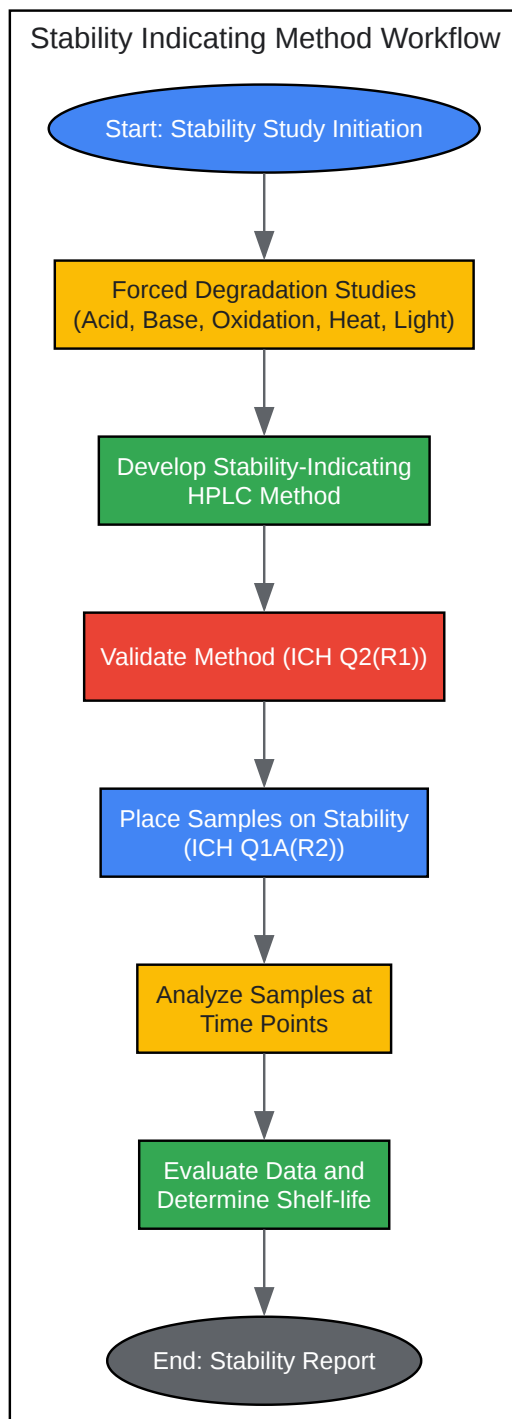 Stability Indicating Method Workflow
Start: Stability Study Initiation
Forced Degradation Studies
(Acid, Base, Oxidation, Heat, Light)
Develop Stability-Indicating
HPLC Method
Validate Method (ICH Q2(R1))
Place Samples on Stability
(ICH Q1A(R2))
Analyze Samples at
Time Points
Evaluate Data and
Determine Shelf-life
End: Stability Report